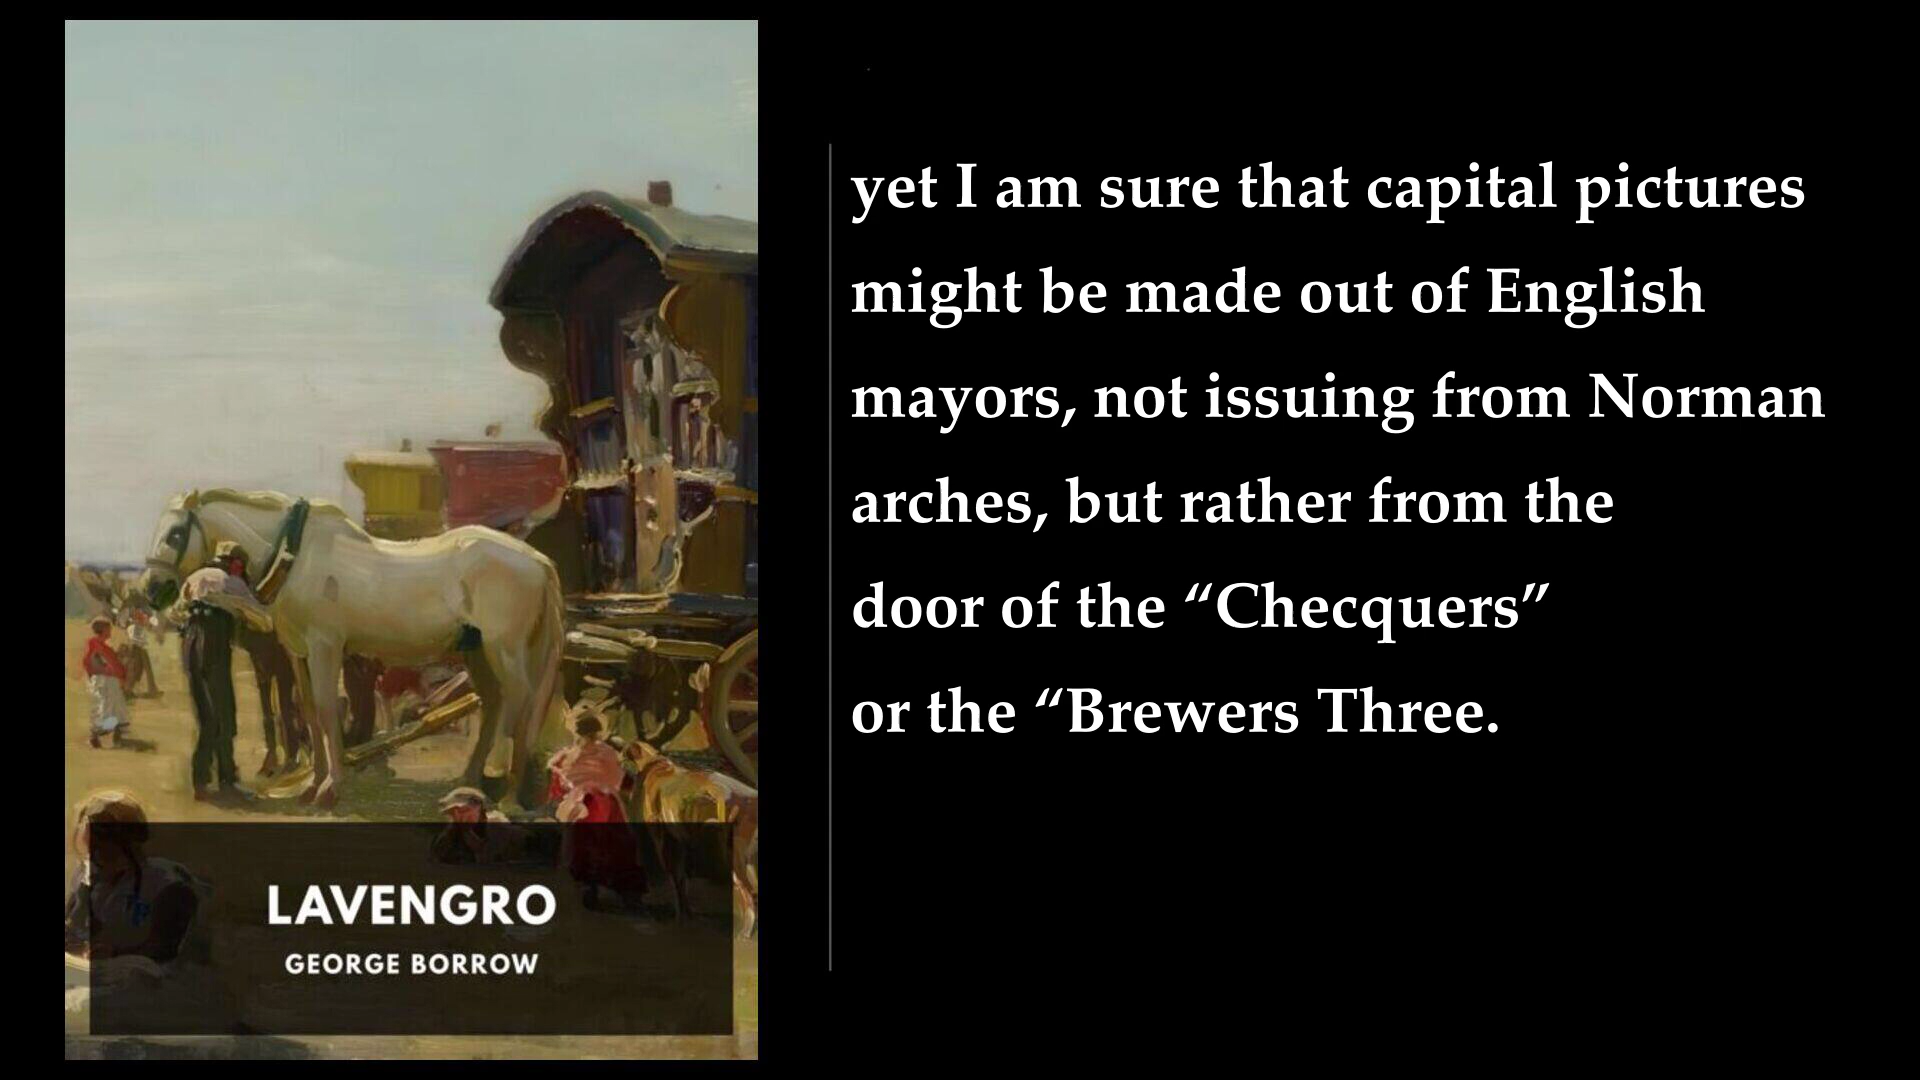 LAVENGRO
GEORGE BORROW
yet I am sure that capital pictures
might be made out of English
mayors, not issuing from Norman
arches, but rather from the
door of the “Checquers”
or the “Brewers Three.